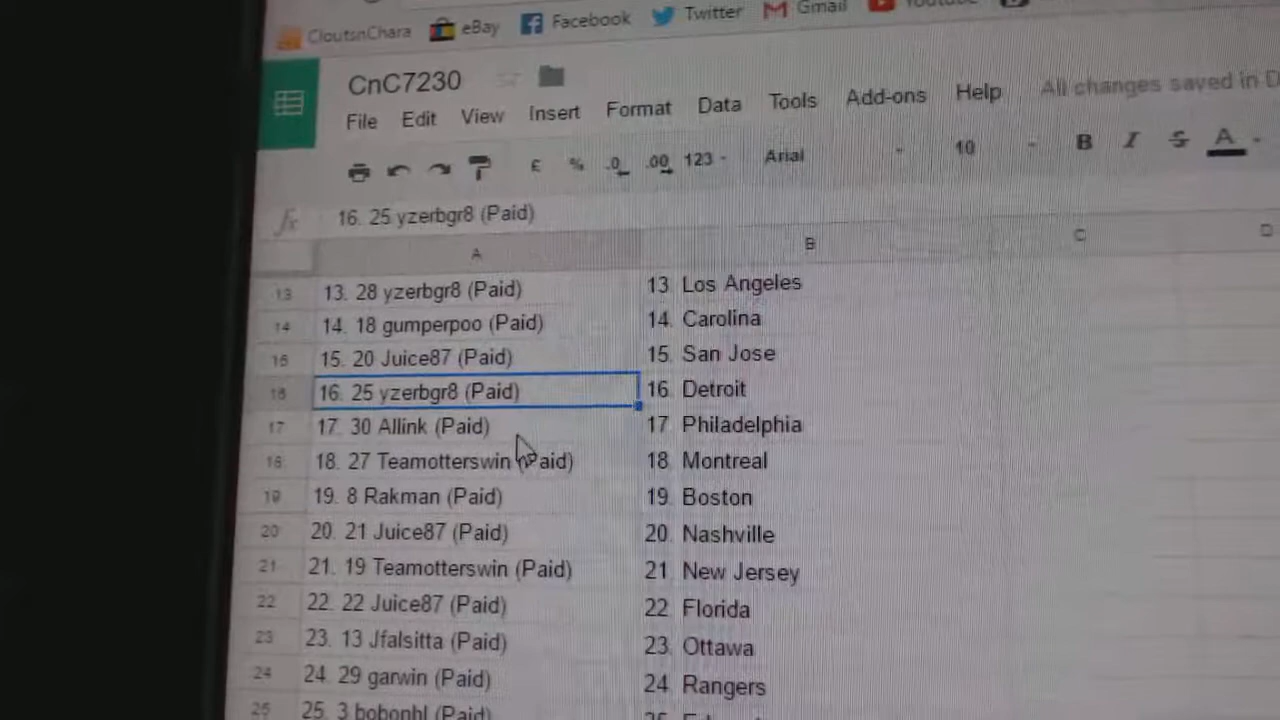 CloutsnChara eBay Facebook Twitter Gmail Youtube
CnC7230
File Edit View Insert Format Data Tools Add-ons Help All changes saved in D
£ % .0 .00 123 Arial 10 B I S A
fx 16. 25 yzerbgr8 (Paid)
A B C D
13 13. 28 yzerbgr8 (Paid) 13 Los Angeles
14 14. 18 gumperpoo (Paid) 14 Carolina
15 15. 20 Juice87 (Paid) 15 San Jose
16 16. 25 yzerbgr8 (Paid) 16 Detroit
17 17. 30 Allink (Paid) 17 Philadelphia
18 18. 27 Teamotterswin (Paid) 18 Montreal
19 19. 8 Rakman (Paid) 19 Boston
20 20. 21 Juice87 (Paid) 20 Nashville
21 21. 19 Teamotterswin (Paid) 21 New Jersey
22 22. 22 Juice87 (Paid) 22 Florida
23 23. 13 Jfalsitta (Paid) 23 Ottawa
24 24. 29 garwin (Paid) 24 Rangers
25 25. 3 bobonhl (Paid) 25